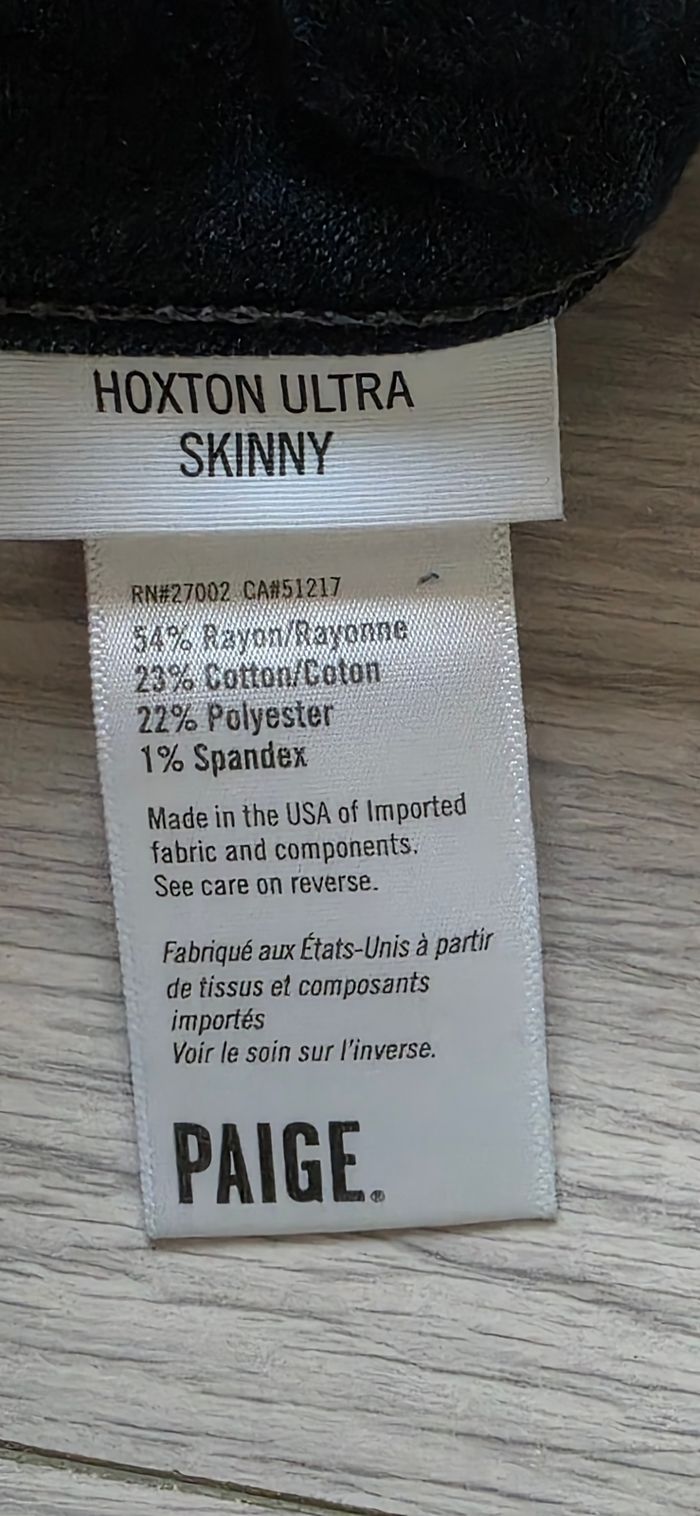 HOXTON ULTRA
SKINNY
RN#27002 CA#51217
54% Rayon/Rayonne
23% Cotton/Coton
22% Polyester
1% Spandex
Made in the USA of Imported
fabric and components.
See care on reverse.
Fabriqué aux États-Unis à partir
de tissus et composants
importés
Voir le soin sur l'inverse.
PAIGE®